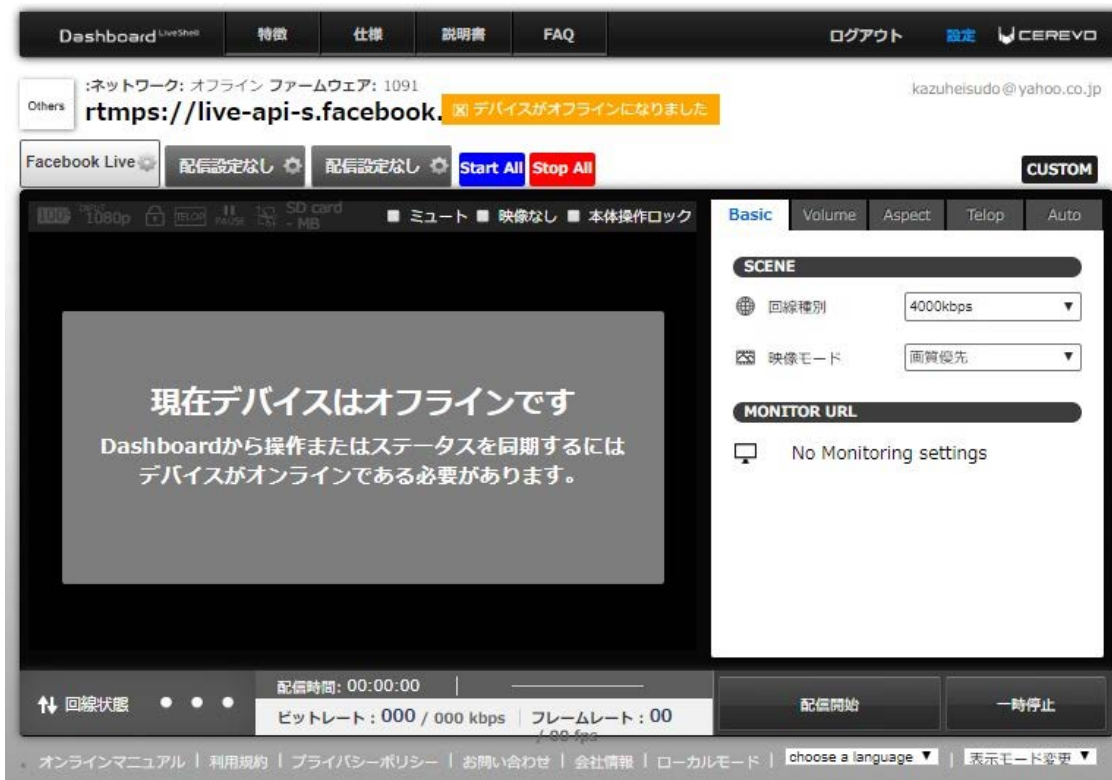 Dashboard LiveShell 特徴 仕様 説明書 FAQ ログアウト 設定 CEREVO
:ネットワーク: オフライン ファームウェア: 1091 kazuheisudo@yahoo.co.jp
Others rtmps://live-api-s.facebook. デバイスがオフラインになりました
Facebook Live 配信設定なし 配信設定なし Start All Stop All CUSTOM
INPUT 1080p TELOP PAUSE SD card - MB ミュート 映像なし 本体操作ロック
Basic Volume Aspect Telop Auto
SCENE
回線種別 4000kbps ▼
映像モード 画質優先 ▼
MONITOR URL
No Monitoring settings
現在デバイスはオフラインです
Dashboardから操作またはステータスを同期するには
デバイスがオンラインである必要があります。
回線状態
配信時間: 00:00:00
ビットレート : 000 / 000 kbps フレームレート : 00
/ 00 fps
配信開始 一時停止
オンラインマニュアル | 利用規約 | プライバシーポリシー | お問い合わせ | 会社情報 | ローカルモード | choose a language ▼ | 表示モード変更 ▼